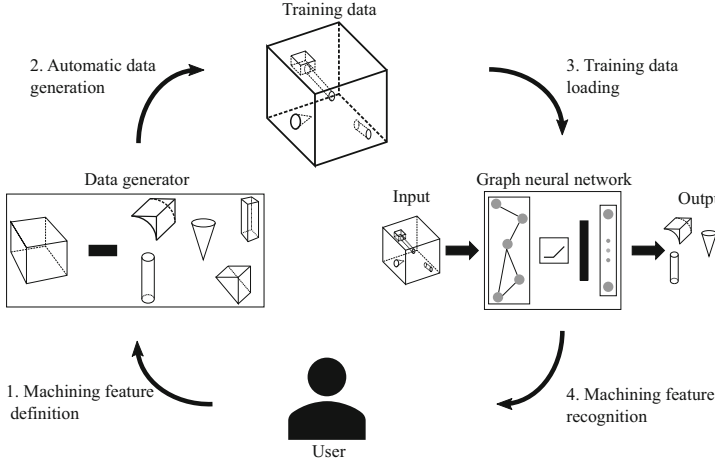 Training data
2. Automatic data
generation
3. Training data
loading
Data generator
Input
Graph neural network
Output
1. Machining feature
definition
User
4. Machining feature
recognition